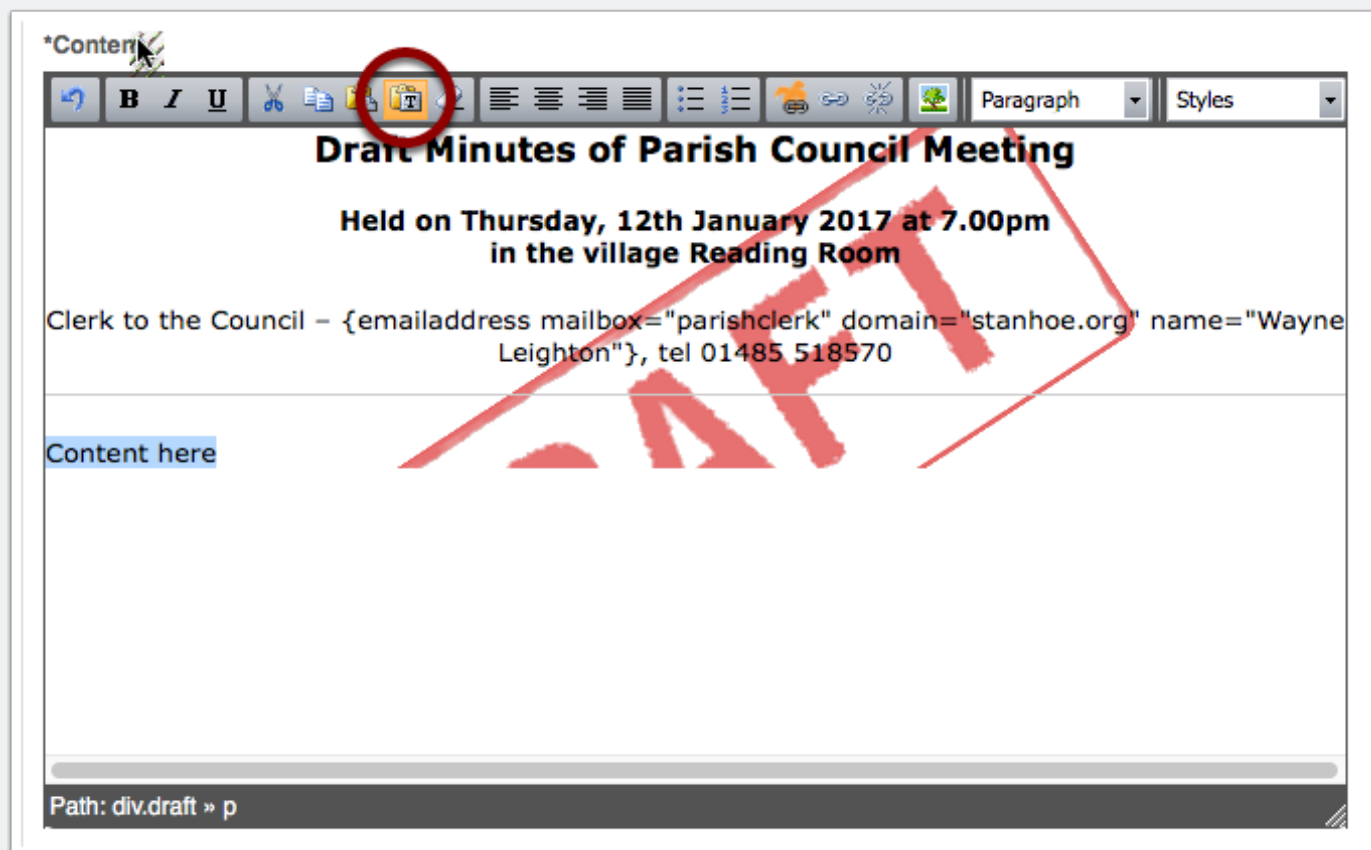 *Content
B I U
Paragraph
Styles
Draft Minutes of Parish Council Meeting
Held on Thursday, 12th January 2017 at 7.00pm
in the village Reading Room
Clerk to the Council – {emailaddress mailbox="parishclerk" domain="stanhoe.org" name="Wayne
Leighton"}, tel 01485 518570
Content here
DRAFT
Path: div.draft » p